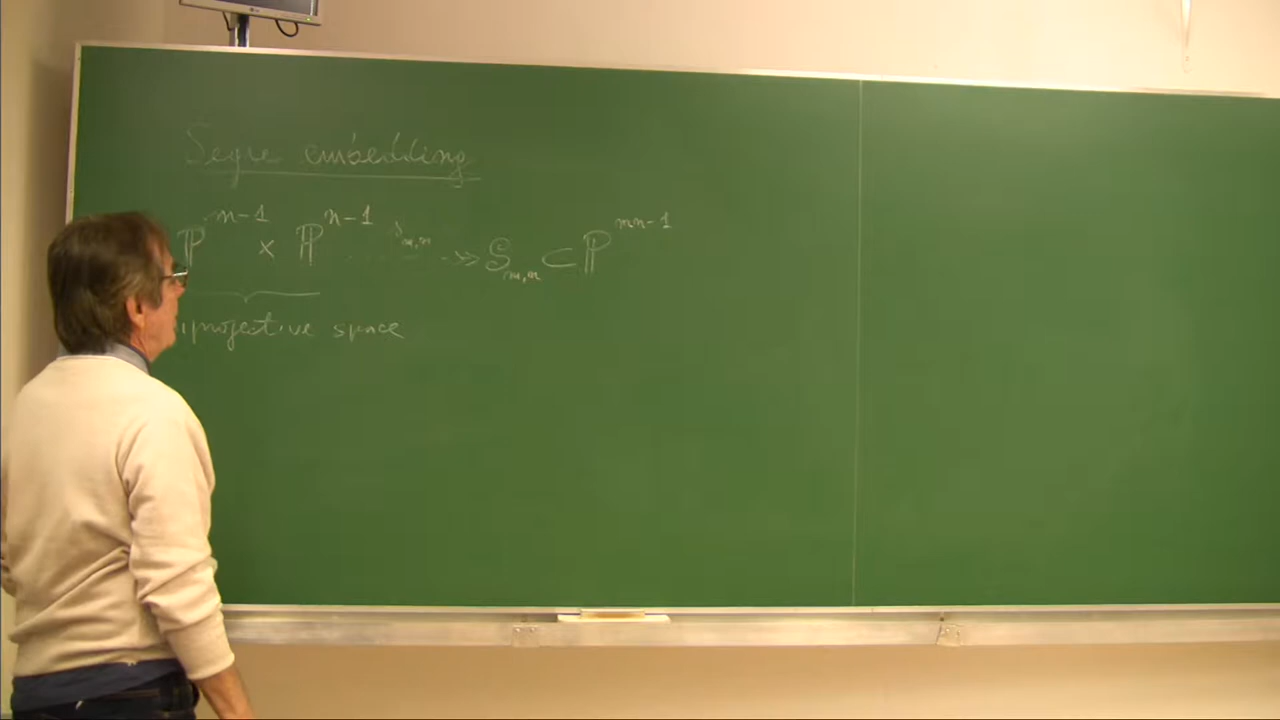 Segre embedding
ℙ^{m-1} × ℙ^{n-1} s_{m,n} ⇢ S_{m,n} ⊂ ℙ^{mn-1}
projective space